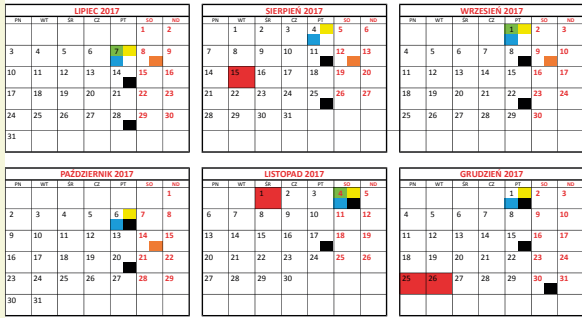 LIPIEC 2017
PN WT ŚR CZ PT SO ND
1 2
3 4 5 6 7 8 9
10 11 12 13 14 15 16
17 18 19 20 21 22 23
24 25 26 27 28 29 30
31
SIERPIEŃ 2017
PN WT ŚR CZ PT SO ND
1 2 3 4 5 6
7 8 9 10 11 12 13
14 15 16 17 18 19 20
21 22 23 24 25 26 27
28 29 30 31
WRZESIEŃ 2017
PN WT ŚR CZ PT SO ND
1 2 3
4 5 6 7 8 9 10
11 12 13 14 15 16 17
18 19 20 21 22 23 24
25 26 27 28 29 30
PAŹDZIERNIK 2017
PN WT ŚR CZ PT SO ND
1
2 3 4 5 6 7 8
9 10 11 12 13 14 15
16 17 18 19 20 21 22
23 24 25 26 27 28 29
30 31
LISTOPAD 2017
PN WT ŚR CZ PT SO ND
1 2 3 4 5
6 7 8 9 10 11 12
13 14 15 16 17 18 19
20 21 22 23 24 25 26
27 28 29 30
GRUDZIEŃ 2017
PN WT ŚR CZ PT SO ND
1 2 3
4 5 6 7 8 9 10
11 12 13 14 15 16 17
18 19 20 21 22 23 24
25 26 27 28 29 30 31